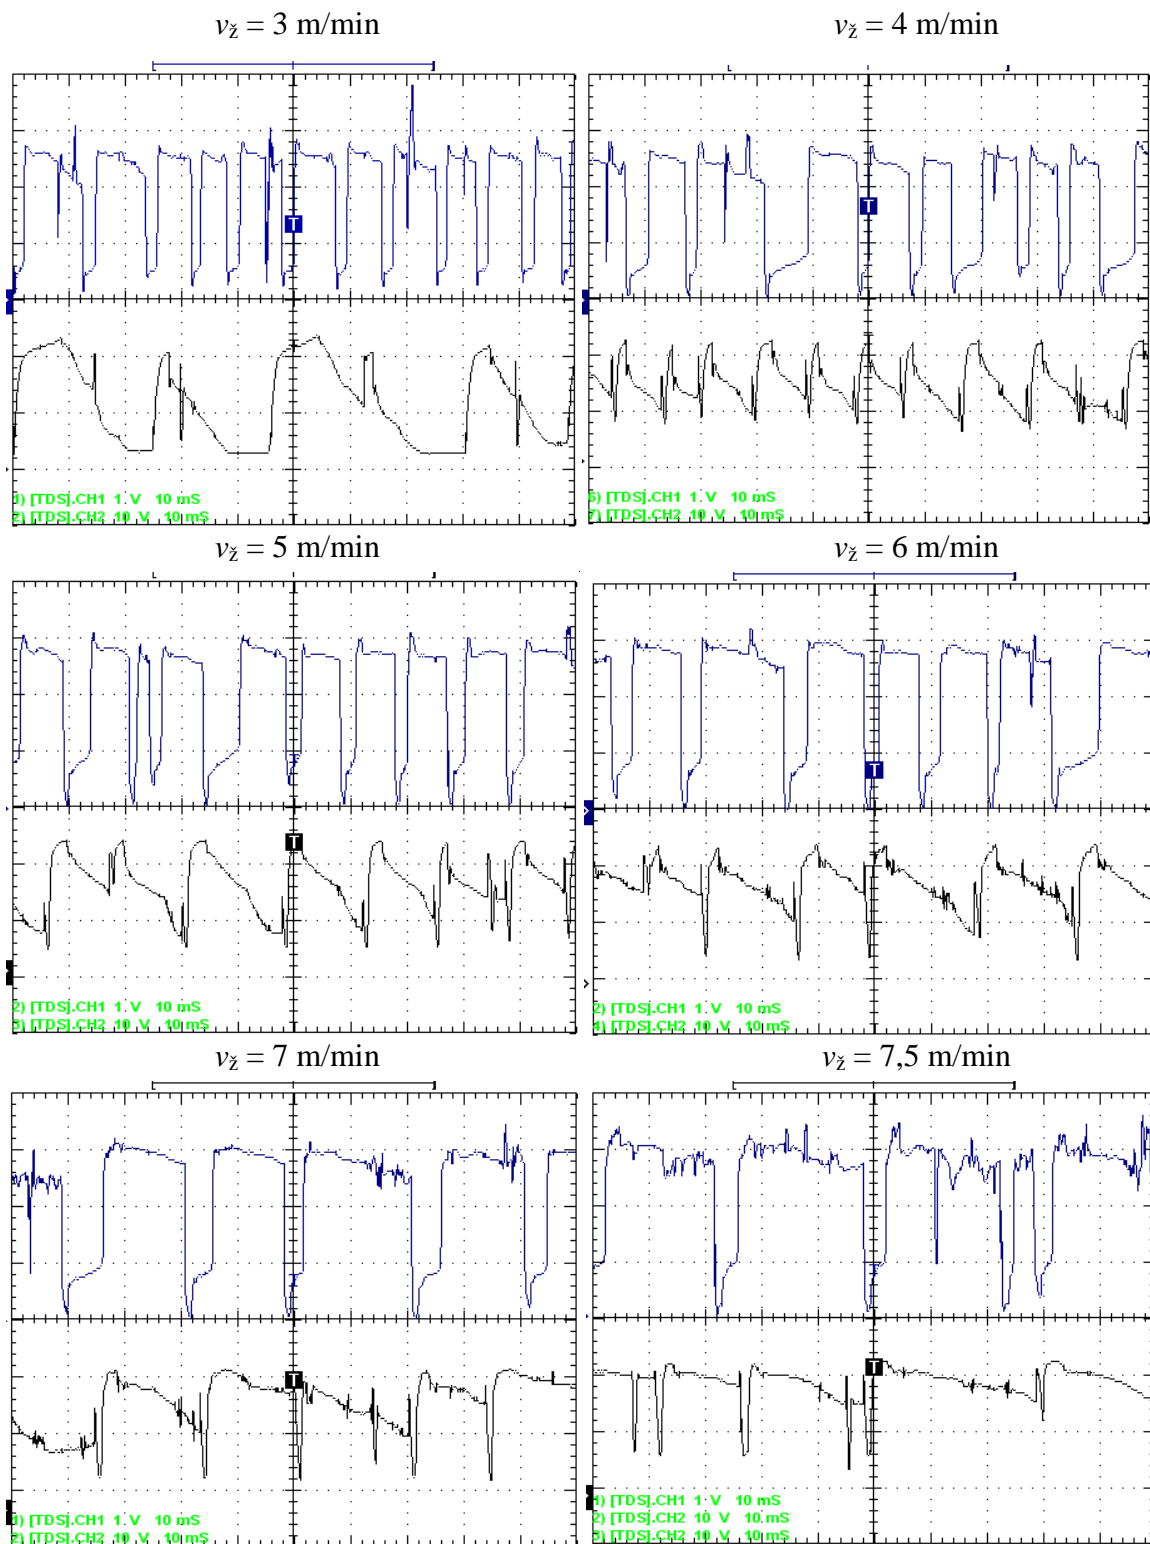 vž = 3 m/min
vž = 4 m/min
T
T
1) [TDS].CH1 1 V 10 mS
2) [TDS].CH2 10 V 10 mS
6) [TDS].CH1 1 V 10 mS
7) [TDS].CH2 10 V 10 mS
vž = 5 m/min
vž = 6 m/min
T
T
2) [TDS].CH1 1 V 10 mS
3) [TDS].CH2 10 V 10 mS
2) [TDS].CH1 1 V 10 mS
4) [TDS].CH2 10 V 10 mS
vž = 7 m/min
vž = 7,5 m/min
T
T
1) [TDS].CH1 1 V 10 mS
2) [TDS].CH2 10 V 10 mS
1) [TDS].CH1 1 V 10 mS
2) [TDS].CH2 10 V 10 mS
3) [TDS].CH2 10 V 10 mS